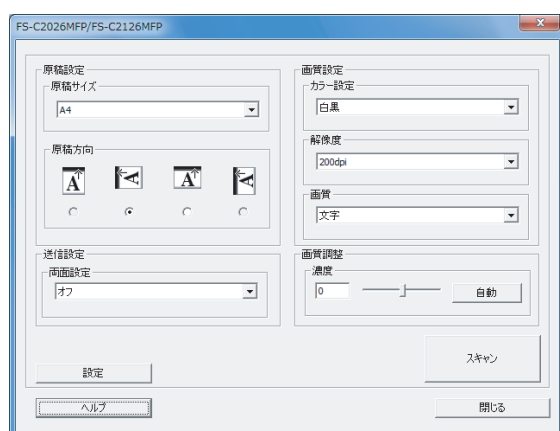 FS-C2026MFP/FS-C2126MFP
原稿設定
原稿サイズ
A4
原稿方向
A A A A
送信設定
両面設定
オフ
設定
ヘルプ
画質設定
カラー設定
白黒
解像度
200dpi
画質
文字
画質調整
濃度
0
自動
スキャン
閉じる